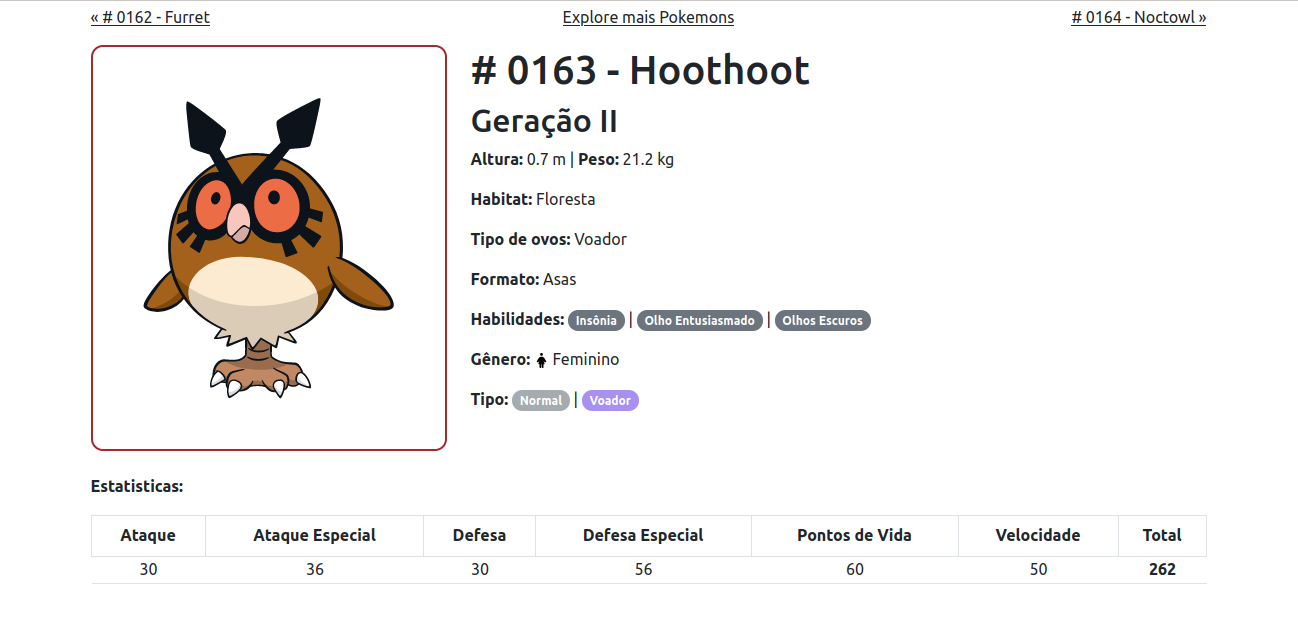 « # 0162 - Furret
Explore mais Pokemons
# 0164 - Noctowl »
# 0163 - Hoothoot
Geração II
Altura: 0.7 m | Peso: 21.2 kg
Habitat: Floresta
Tipo de ovos: Voador
Formato: Asas
Habilidades: Insônia | Olho Entusiasmado | Olhos Escuros
Gênero: Feminino
Tipo: Normal | Voador
Estatisticas:
Ataque Ataque Especial Defesa Defesa Especial Pontos de Vida Velocidade Total
30 36 30 56 60 50 262